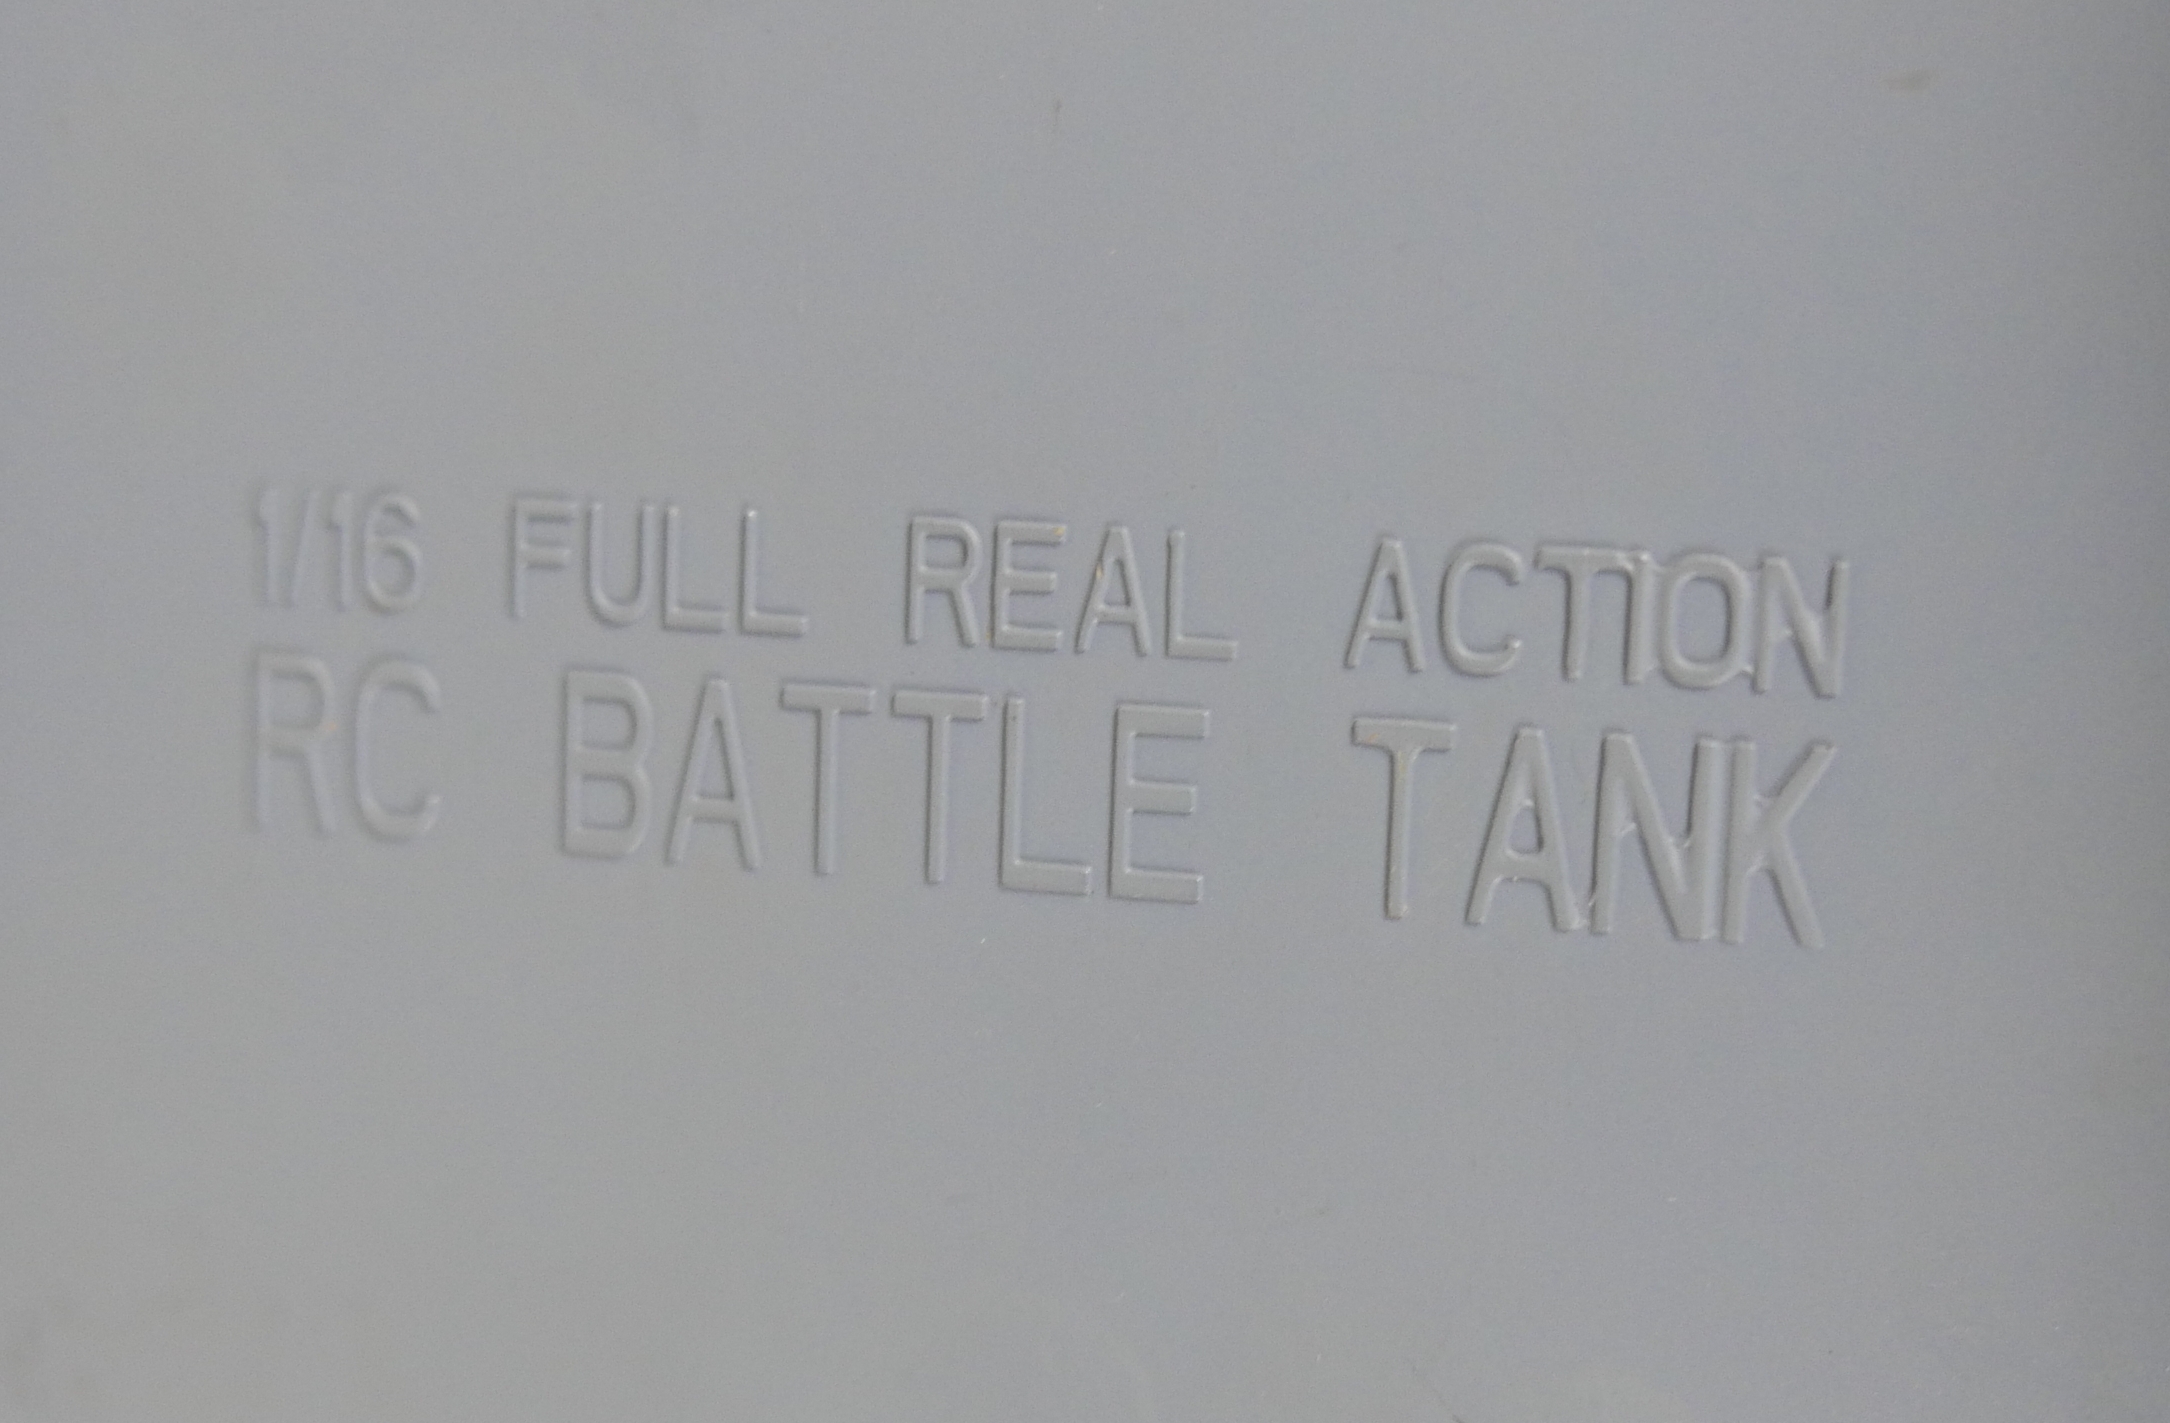 1/16 FULL REAL ACTION
RC BATTLE TANK